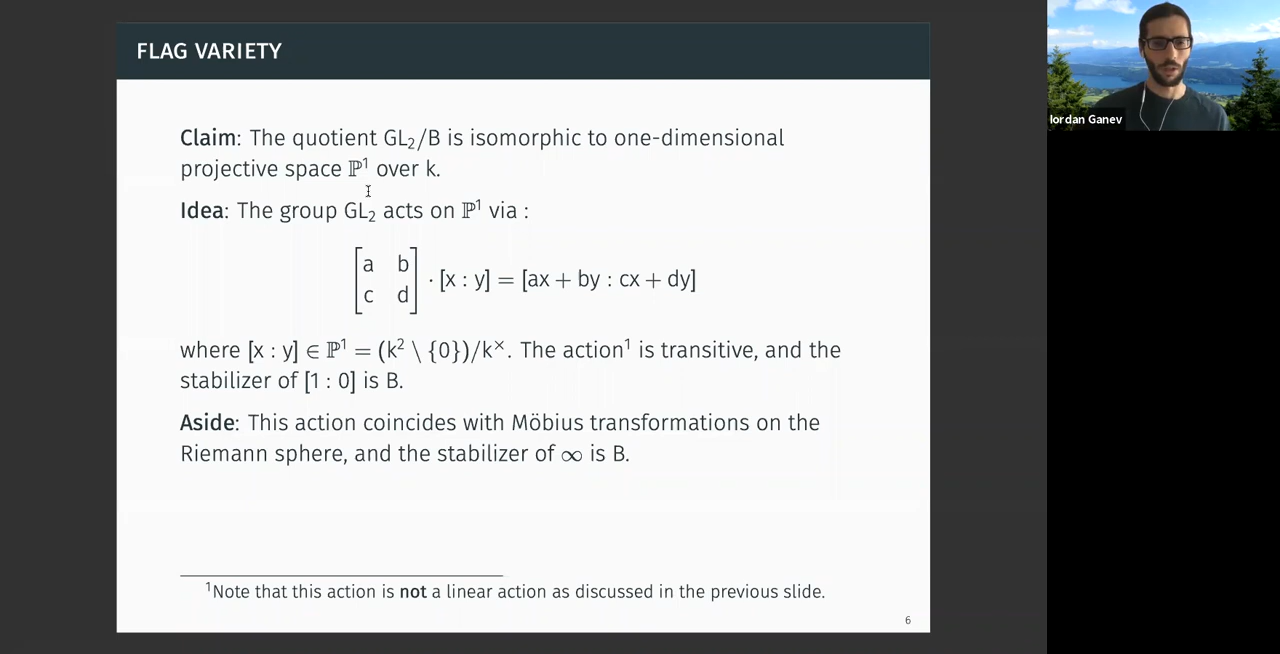 FLAG VARIETY
Claim: The quotient GL₂/B is isomorphic to one-dimensional
projective space ℙ¹ over k.
Idea: The group GL₂ acts on ℙ¹ via :
[a b
c d] · [x : y] = [ax + by : cx + dy]
where [x : y] ∈ ℙ¹ = (k² \ {0})/k×. The action¹ is transitive, and the
stabilizer of [1 : 0] is B.
Aside: This action coincides with Möbius transformations on the
Riemann sphere, and the stabilizer of ∞ is B.
¹Note that this action is not a linear action as discussed in the previous slide.
6
Iordan Ganev